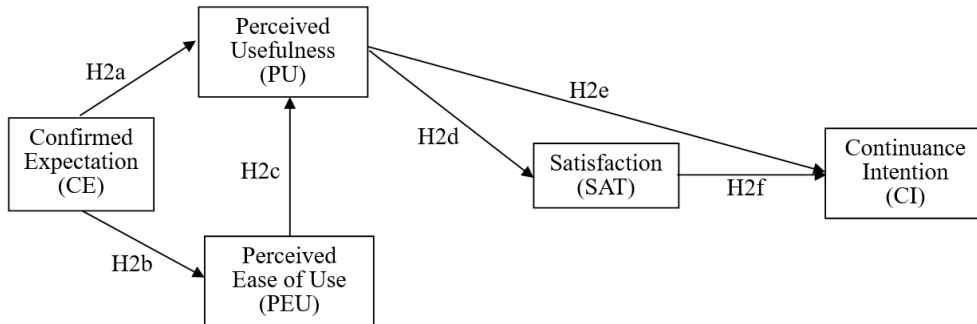 Perceived
Usefulness
(PU)
H2a
H2e
Confirmed
Expectation
(CE)
H2c
H2d
Satisfaction
(SAT)
H2f
Continuance
Intention
(CI)
H2b
Perceived
Ease of Use
(PEU)